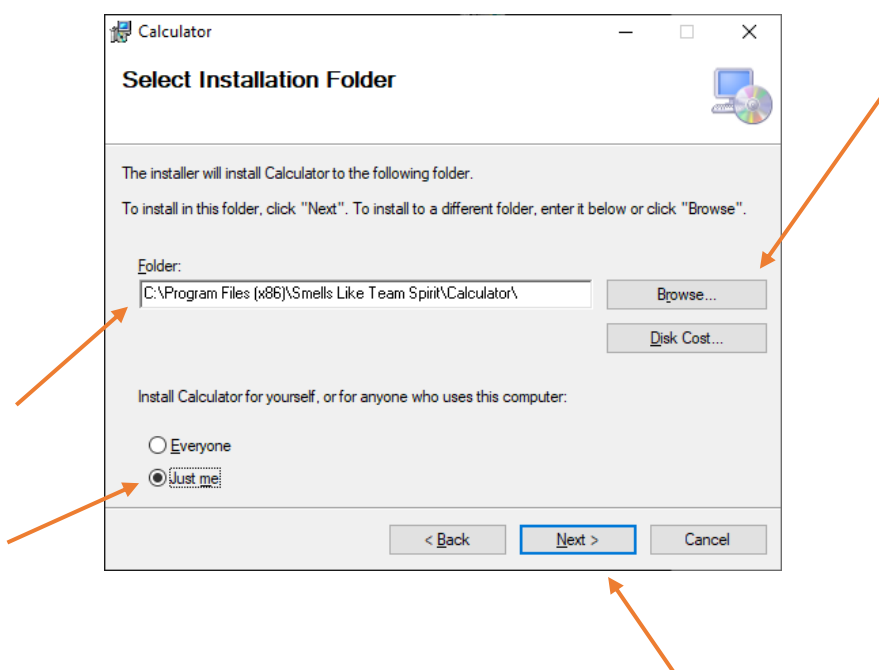 Calculator
Select Installation Folder
The installer will install Calculator to the following folder.
To install in this folder, click "Next". To install to a different folder, enter it below or click "Browse".
Folder:
C:\Program Files (x86)\Smells Like Team Spirit\Calculator\
Browse...
Disk Cost...
Install Calculator for yourself, or for anyone who uses this computer:
Everyone
Just me
< Back
Next >
Cancel